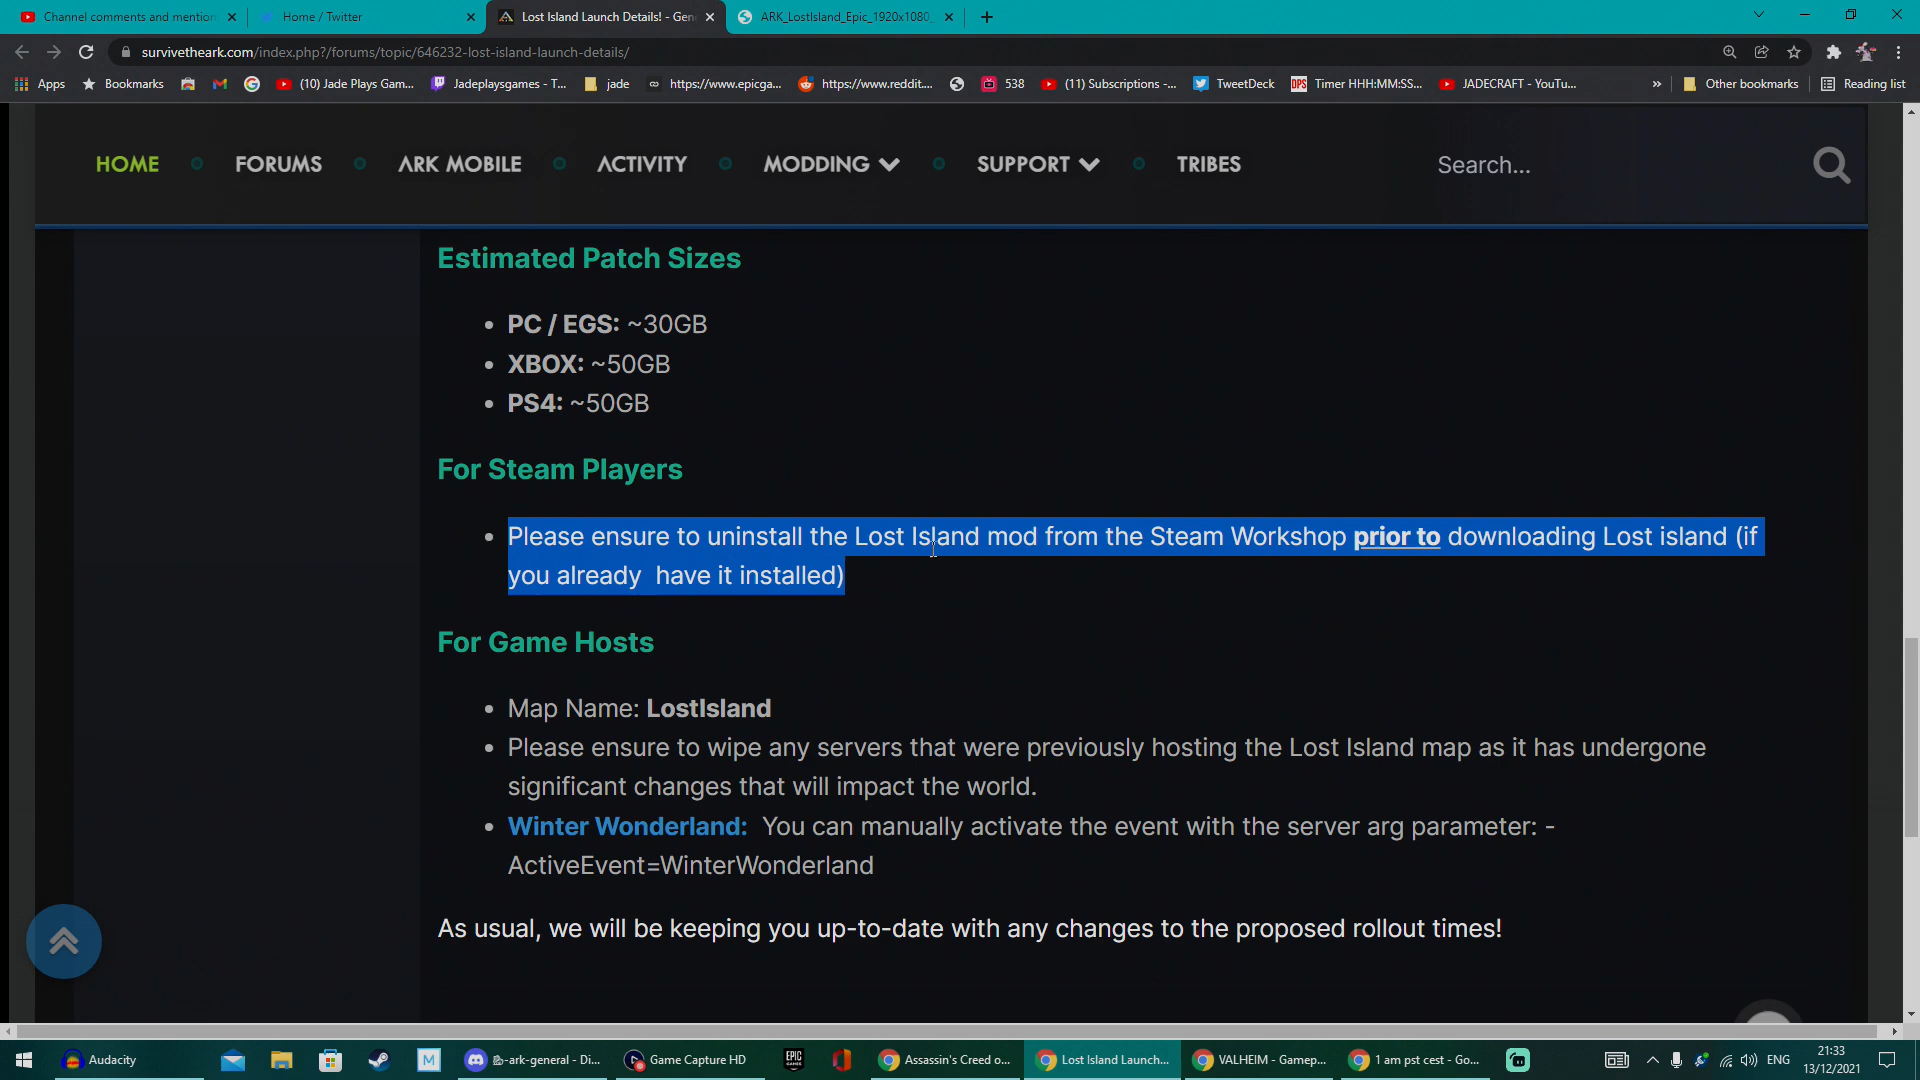 Channel comments and mention
Home / Twitter
Lost Island Launch Details! - Gen
ARK_LostIsland_Epic_1920x1080_
survivetheark.com/index.php?/forums/topic/646232-lost-island-launch-details/
Apps
Bookmarks
(10) Jade Plays Gam...
Jadeplaysgames - T...
jade
https://www.epicga...
https://www.reddit....
538
(11) Subscriptions -...
TweetDeck
Timer HHH:MM:SS...
JADECRAFT - YouTu...
»
Other bookmarks
Reading list
HOME
FORUMS
ARK MOBILE
ACTIVITY
MODDING
SUPPORT
TRIBES
Search...
Estimated Patch Sizes
PC / EGS: ~30GB
XBOX: ~50GB
PS4: ~50GB
For Steam Players
Please ensure to uninstall the Lost Island mod from the Steam Workshop prior to downloading Lost island (if
you already  have it installed)
For Game Hosts
Map Name: LostIsland
Please ensure to wipe any servers that were previously hosting the Lost Island map as it has undergone
significant changes that will impact the world.
Winter Wonderland:  You can manually activate the event with the server arg parameter: -
ActiveEvent=WinterWonderland
As usual, we will be keeping you up-to-date with any changes to the proposed rollout times!
Audacity
M
-ark-general - Di...
Game Capture HD
EPIC GAMES
Assassin's Creed o...
Lost Island Launch...
VALHEIM - Gamep...
1 am pst cest - Go...
ENG
21:33
13/12/2021